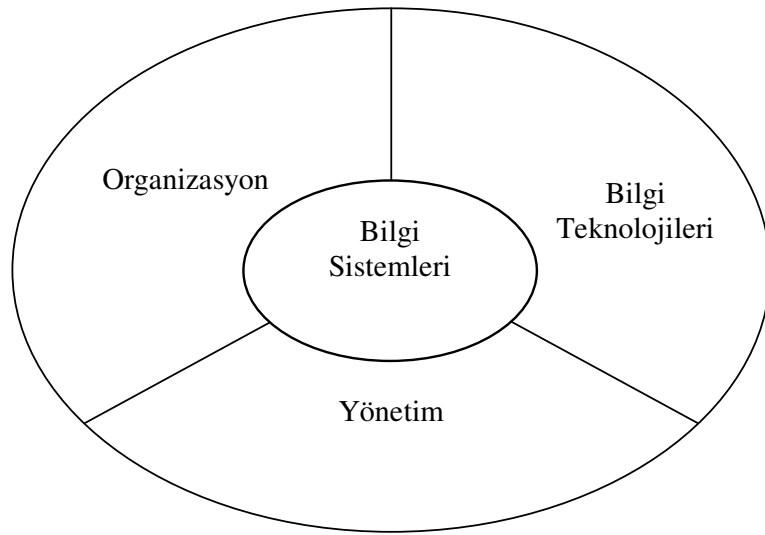 Organizasyon
Bilgi
Teknolojileri
Bilgi
Sistemleri
Yönetim